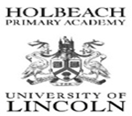 HOLBEACH
PRIMARY ACADEMY
UNIVERSITY OF
LINCOLN